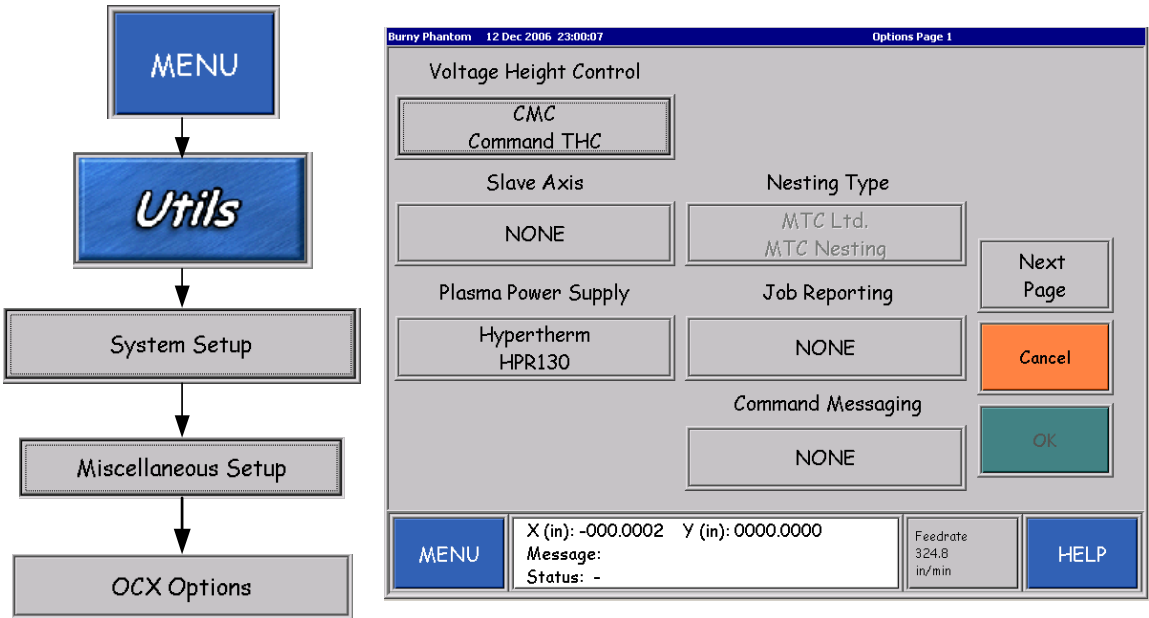 MENU
Utils
System Setup
Miscellaneous Setup
OCX Options
Burny Phantom 12 Dec 2006 23:00:07 Options Page 1
Voltage Height Control
CMC
Command THC
Slave Axis
NONE
Nesting Type
MTC Ltd.
MTC Nesting
Plasma Power Supply
Hypertherm
HPR130
Job Reporting
NONE
Command Messaging
NONE
Next
Page
Cancel
OK
MENU
X (in): -000.0002 Y (in): 0000.0000
Message:
Status: -
Feedrate
324.8
in/min
HELP